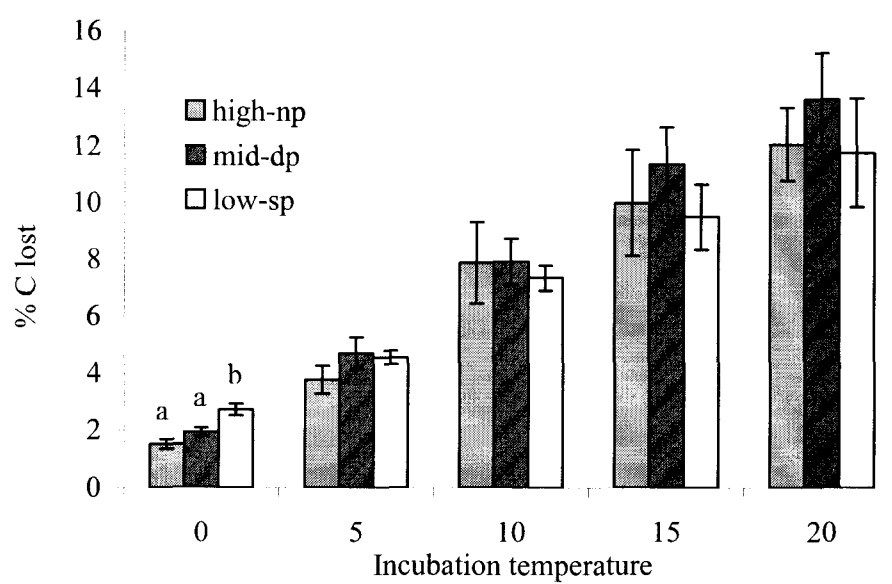 16
14
12
10
8
6
4
2
0
% C lost
high-np
mid-dp
low-sp
a
a
b
0 5 10 15 20
Incubation temperature